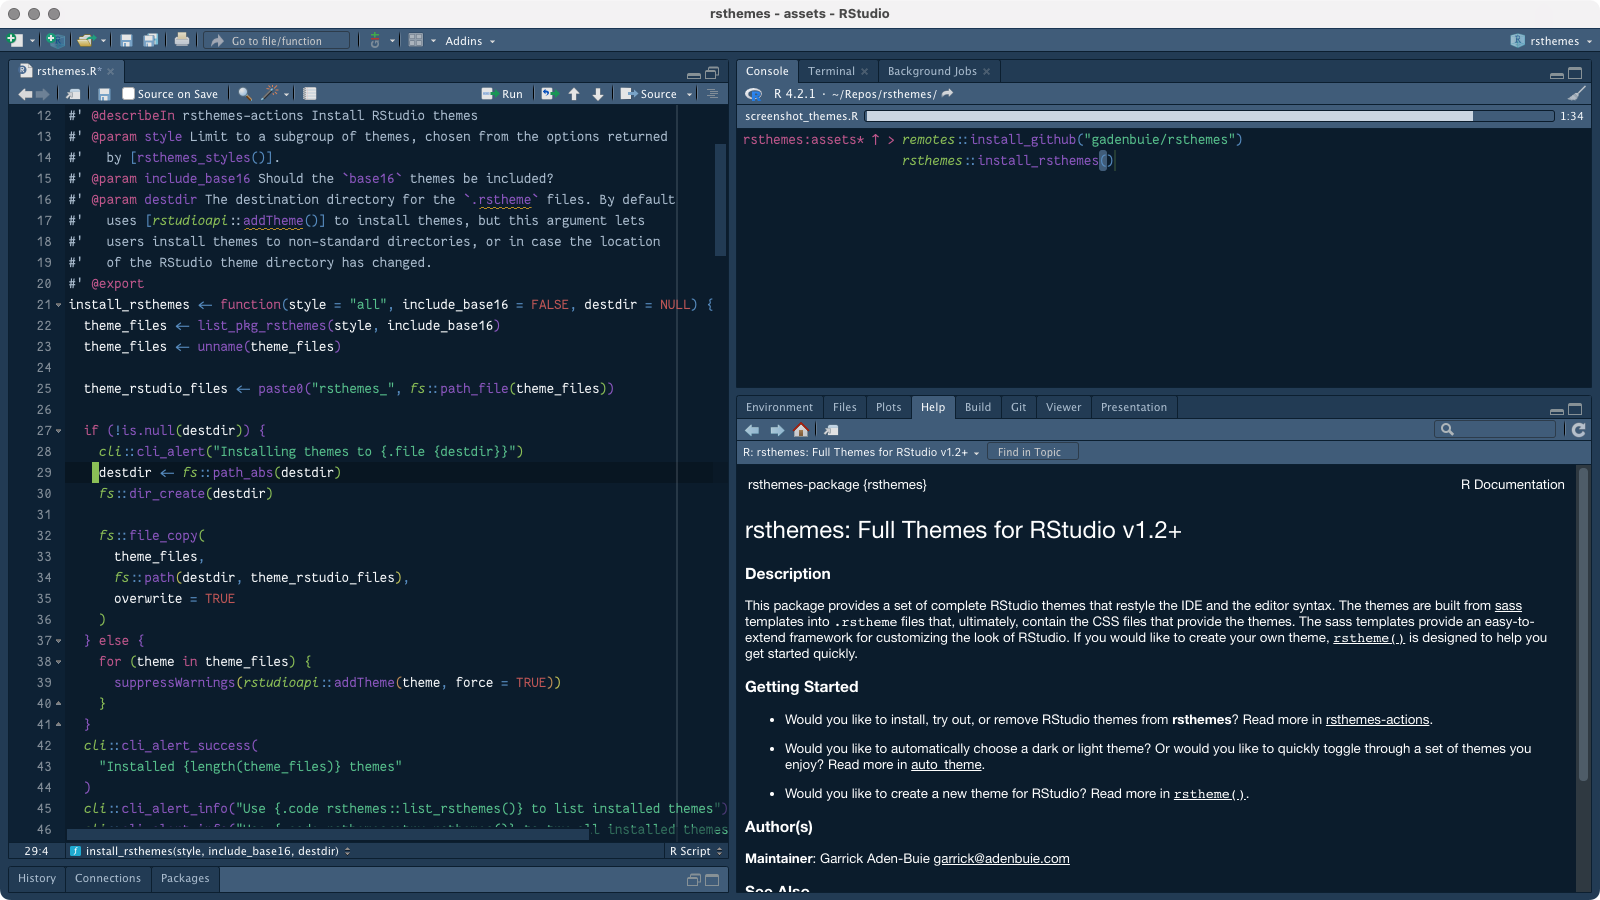 rsthemes - assets - RStudio
Go to file/function
Addins
rsthemes
rsthemes.R*
Source on Save
Run
Source
12 #' @describeIn rsthemes-actions Install RStudio themes
13 #' @param style Limit to a subgroup of themes, chosen from the options returned
14 #'   by [rsthemes_styles()].
15 #' @param include_base16 Should the `base16` themes be included?
16 #' @param destdir The destination directory for the `.rstheme` files. By default
17 #'   uses [rstudioapi::addTheme()] to install themes, but this argument lets
18 #'   users install themes to non-standard directories, or in case the location
19 #'   of the RStudio theme directory has changed.
20 #' @export
21 install_rsthemes <- function(style = "all", include_base16 = FALSE, destdir = NULL) {
22   theme_files <- list_pkg_rsthemes(style, include_base16)
23   theme_files <- unname(theme_files)
24
25   theme_rstudio_files <- paste0("rsthemes_", fs::path_file(theme_files))
26
27   if (!is.null(destdir)) {
28     cli::cli_alert("Installing themes to {.file {destdir}}")
29     destdir <- fs::path_abs(destdir)
30     fs::dir_create(destdir)
31
32     fs::file_copy(
33       theme_files,
34       fs::path(destdir, theme_rstudio_files),
35       overwrite = TRUE
36     )
37   } else {
38     for (theme in theme_files) {
39       suppressWarnings(rstudioapi::addTheme(theme, force = TRUE))
40     }
41   }
42   cli::cli_alert_success(
43     "Installed {length(theme_files)} themes"
44   )
45   cli::cli_alert_info("Use {.code rsthemes::list_rsthemes()} to list installed themes")
46 all installed themes
29:4
install_rsthemes(style, include_base16, destdir)
R Script
History
Connections
Packages
Console
Terminal
Background Jobs
R 4.2.1 · ~/Repos/rsthemes/
screenshot_themes.R
1:34
rsthemes:assets* ↑ > remotes::install_github("gadenbuie/rsthemes")
rsthemes::install_rsthemes()
Environment
Files
Plots
Help
Build
Git
Viewer
Presentation
R: rsthemes: Full Themes for RStudio v1.2+
Find in Topic
rsthemes-package {rsthemes}
R Documentation
rsthemes: Full Themes for RStudio v1.2+
Description
This package provides a set of complete RStudio themes that restyle the IDE and the editor syntax. The themes are built from sass
templates into .rstheme files that, ultimately, contain the CSS files that provide the themes. The sass templates provide an easy-to-
extend framework for customizing the look of RStudio. If you would like to create your own theme, rstheme() is designed to help you
get started quickly.
Getting Started
• Would you like to install, try out, or remove RStudio themes from rsthemes? Read more in rsthemes-actions.
• Would you like to automatically choose a dark or light theme? Or would you like to quickly toggle through a set of themes you
enjoy? Read more in auto_theme.
• Would you like to create a new theme for RStudio? Read more in rstheme().
Author(s)
Maintainer: Garrick Aden-Buie garrick@adenbuie.com
See Also